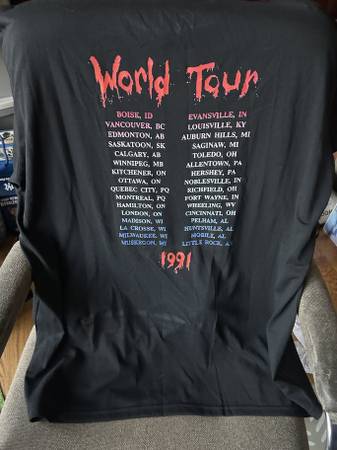 World Tour
BOISE, ID
VANCOUVER, BC
EDMONTON, AB
SASKATOON, SK
CALGARY, AB
WINNIPEG, MB
KITCHENER, ON
OTTAWA, ON
QUEBEC CITY, PQ
MONTREAL, PQ
HAMILTON, ON
LONDON, ON
MADISON, WI
LA CROSSE, WI
MILWAUKEE, WI
MUSKEGON, MI
EVANSVILLE, IN
LOUISVILLE, KY
AUBURN HILLS, MI
SAGINAW, MI
TOLEDO, OH
ALLENTOWN, PA
HERSHEY, PA
NOBLESVILLE, IN
RICHFIELD, OH
FORT WAYNE, IN
WHEELING, WV
CINCINNATI, OH
PELHAM, AL
HUNTSVILLE, AL
MOBILE, AL
LITTLE ROCK, A
1991